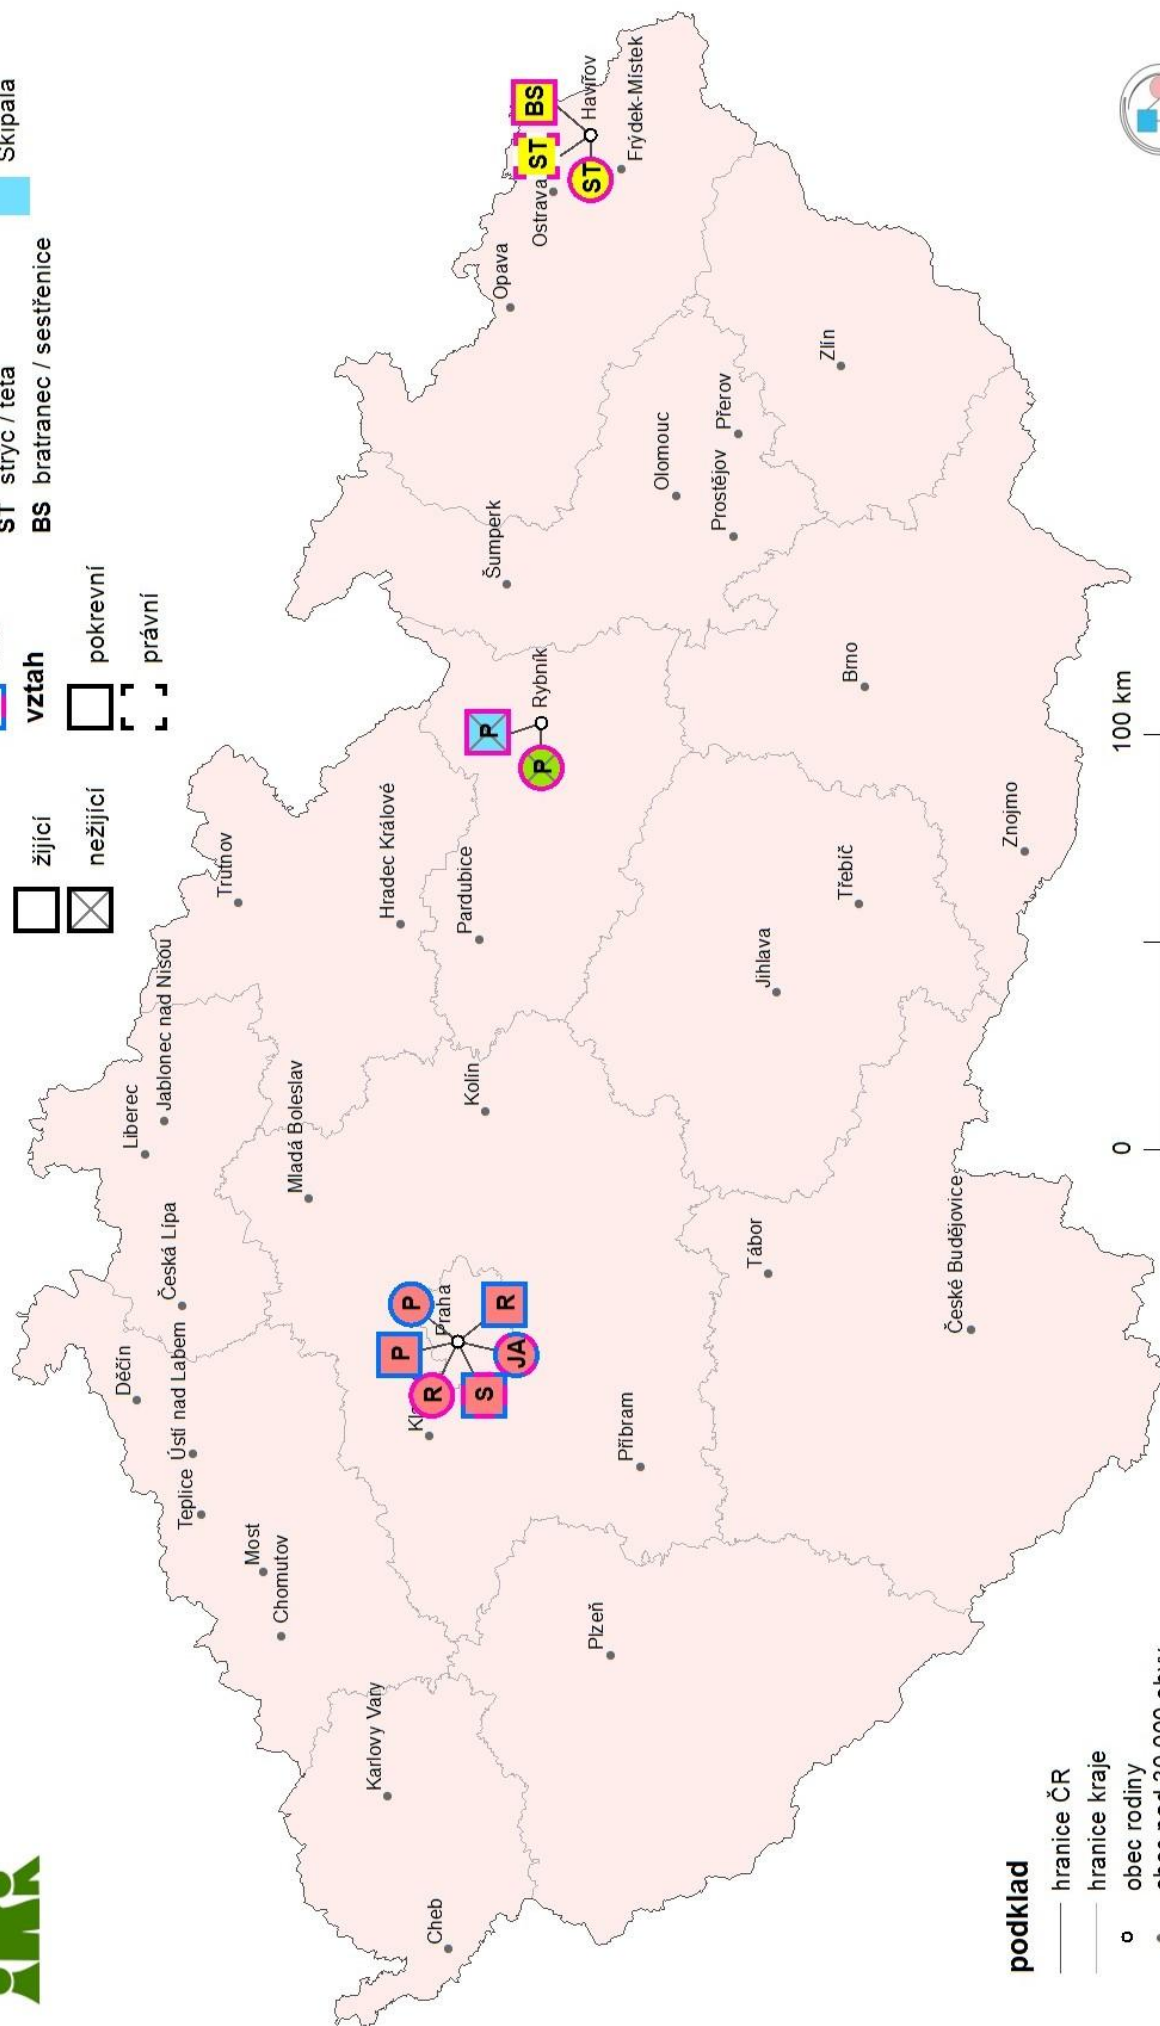 Skipala
ST strýc / teta
BS bratranec / sestřenice
vztah
pokrevní
právní
žijící
nežijící
Děčín
Liberec
Jablonec nad Nisou
Česká Lípa
Ústí nad Labem
Teplice
Most
Chomutov
Trutnov
Mladá Boleslav
Hradec Králové
Karlovy Vary
Cheb
Praha
P
P
R
R
S
JA
Kolín
Pardubice
P
P
Rybník
Šumperk
Opava
Ostrava
ST
BS
ST
Havířov
Frýdek-Místek
Olomouc
Prostějov
Přerov
Zlín
Plzeň
Příbram
Tábor
Jihlava
Třebíč
Brno
Znojmo
České Budějovice
podklad
hranice ČR
hranice kraje
obec rodiny
0
100 km